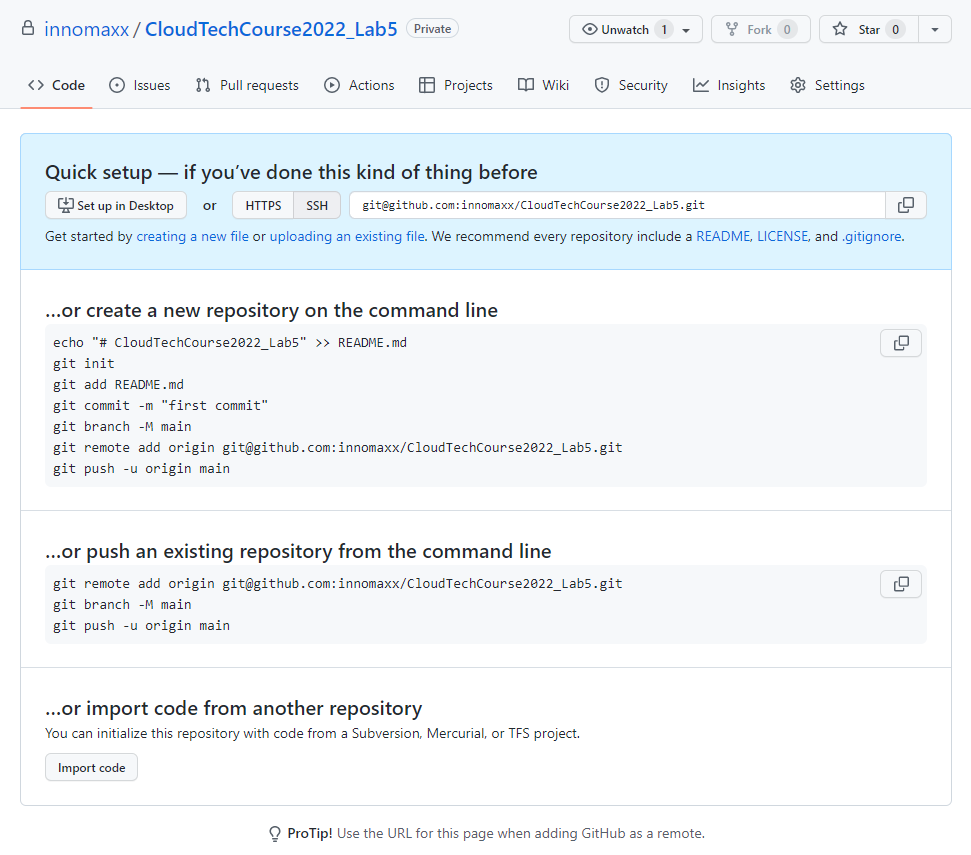 innomaxx / CloudTechCourse2022_Lab5 Private
Unwatch 1 Fork 0 Star 0
Code Issues Pull requests Actions Projects Wiki Security Insights Settings
Quick setup — if you’ve done this kind of thing before
Set up in Desktop or HTTPS SSH git@github.com:innomaxx/CloudTechCourse2022_Lab5.git
Get started by creating a new file or uploading an existing file. We recommend every repository include a README, LICENSE, and .gitignore.
…or create a new repository on the command line
echo "# CloudTechCourse2022_Lab5" >> README.md
git init
git add README.md
git commit -m "first commit"
git branch -M main
git remote add origin git@github.com:innomaxx/CloudTechCourse2022_Lab5.git
git push -u origin main
…or push an existing repository from the command line
git remote add origin git@github.com:innomaxx/CloudTechCourse2022_Lab5.git
git branch -M main
git push -u origin main
…or import code from another repository
You can initialize this repository with code from a Subversion, Mercurial, or TFS project.
Import code
ProTip! Use the URL for this page when adding GitHub as a remote.